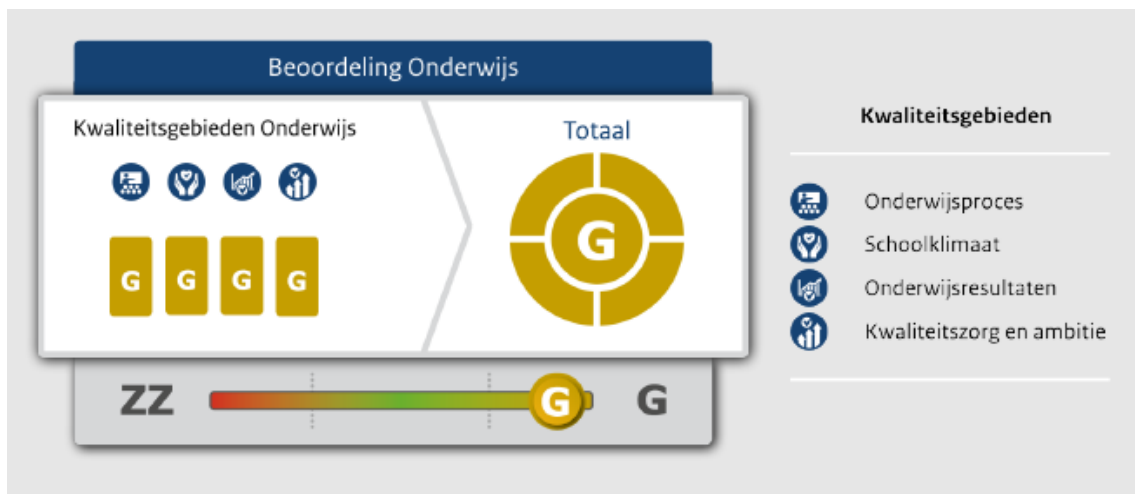 Beoordeling Onderwijs
Kwaliteitsgebieden Onderwijs
G G G G
Totaal
G
ZZ G G
Kwaliteitsgebieden
Onderwijsproces
Schoolklimaat
Onderwijsresultaten
Kwaliteitszorg en ambitie